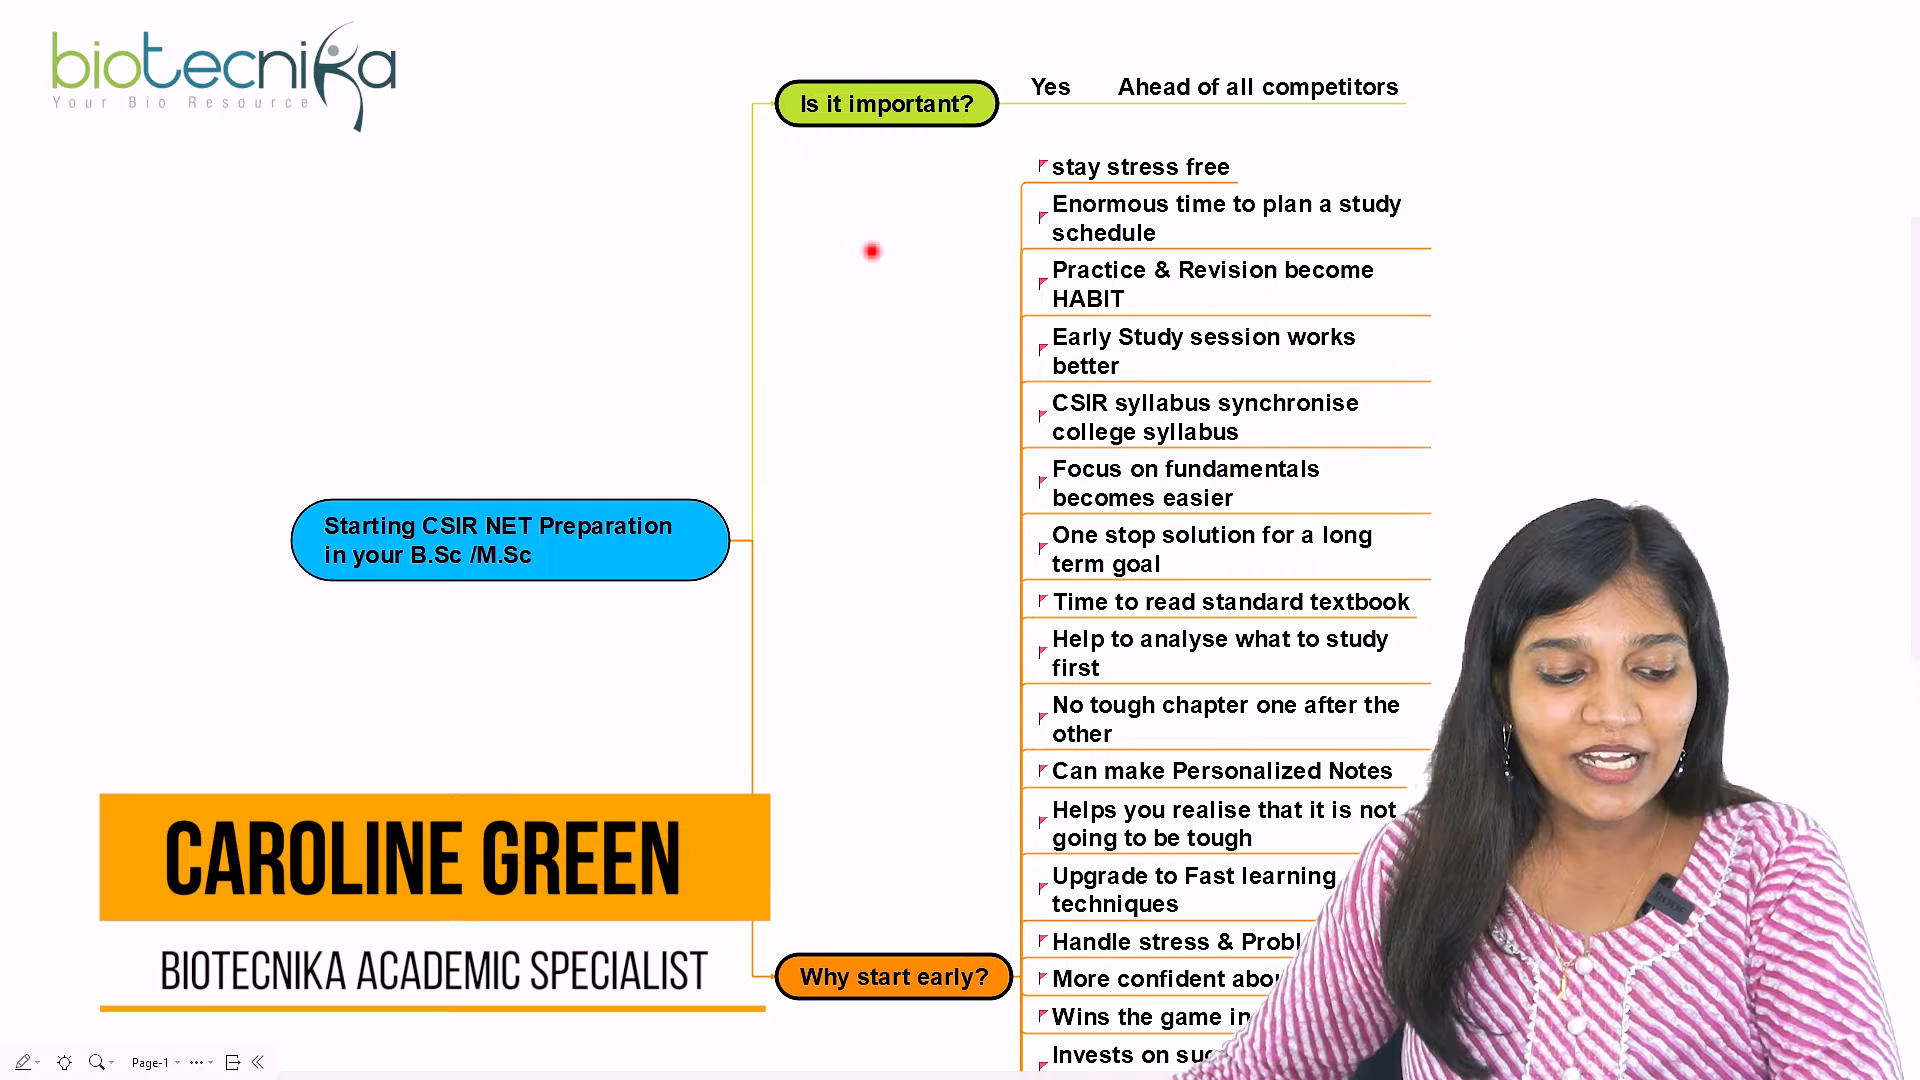 biotecnika
Your Bio Resource
Is it important?
Yes
Ahead of all competitors
stay stress free
Enormous time to plan a study
schedule
Practice & Revision become
HABIT
Early Study session works
better
CSIR syllabus synchronise
college syllabus
Focus on fundamentals
becomes easier
One stop solution for a long
term goal
Starting CSIR NET Preparation
in your B.Sc /M.Sc
Time to read standard textbook
Help to analyse what to study
first
No tough chapter one after the
other
Can make Personalized Notes
Helps you realise that it is not
going to be tough
Upgrade to Fast learning
techniques
Handle stress &
More confident
Wins the game in
Invests on
Why start early?
CAROLINE GREEN
BIOTECNIKA ACADEMIC SPECIALIST
Page-1